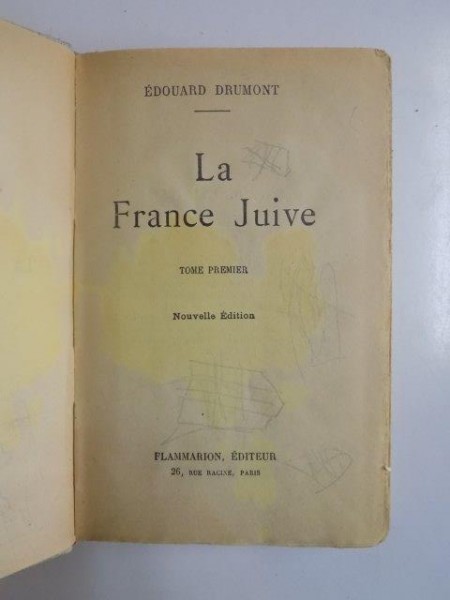 ÉDOUARD DRUMONT
La
France Juive
TOME PREMIER
Nouvelle Édition
FLAMMARION, ÉDITEUR
26, RUE RACINE, PARIS